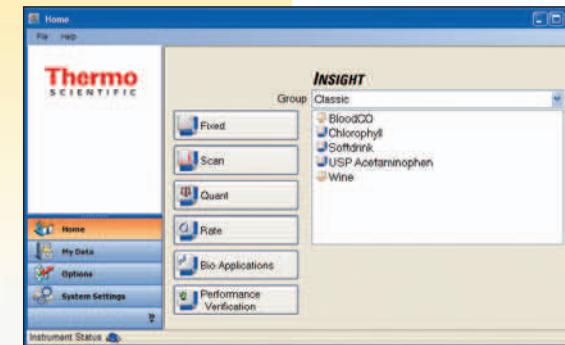 Home
File Help
Thermo
SCIENTIFIC
INSIGHT
Group Classic
BloodCO
Chlorophyll
Softdrink
USP Acetaminophen
Wine
Fixed
Scan
Quant
Rate
Bio Applications
Performance
Verification
Home
My Data
Options
System Settings
Instrument Status